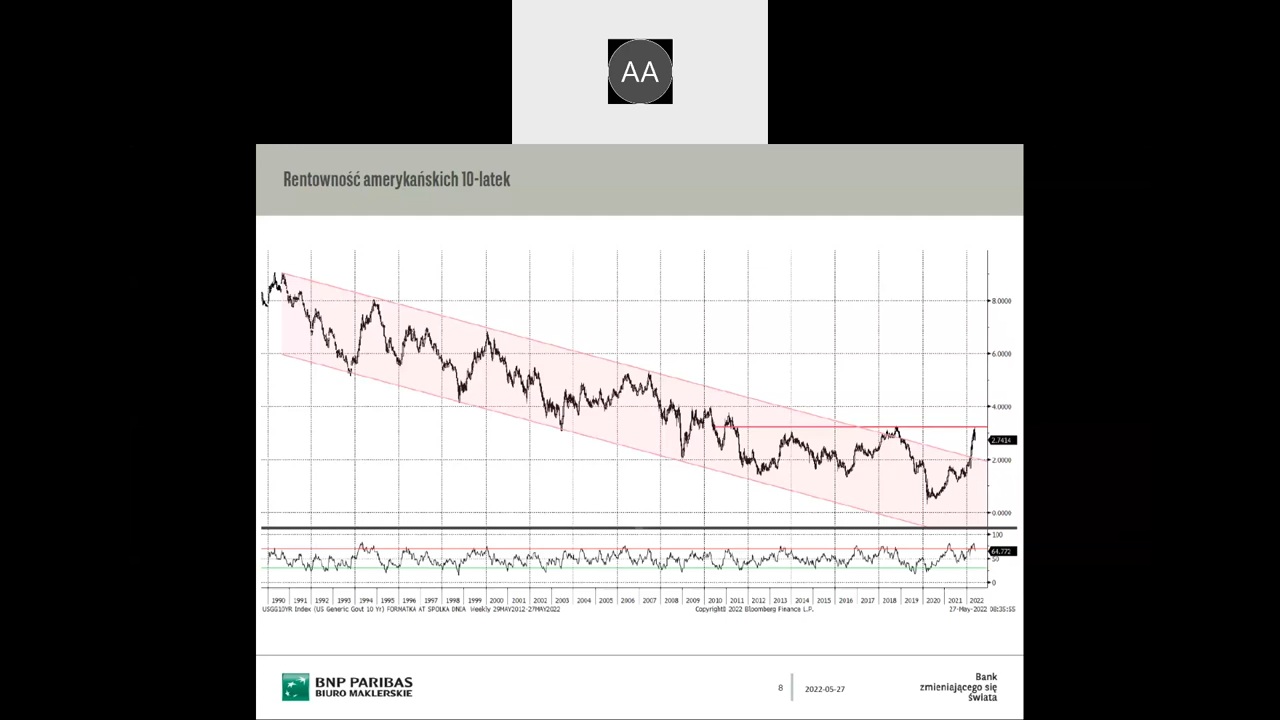 AA
Rentowność amerykańskich 10-latek
8.0000
6.0000
4.0000
2.7414
2.0000
0.0000
100
64.772
50
0
1990 1991 1992 1993 1994 1995 1996 1997 1998 1999 2000 2001 2002 2003 2004 2005 2006 2007 2008 2009 2010 2011 2012 2013 2014 2015 2016 2017 2018 2019 2020 2021 2022
USGG10YR Index (US Generic Govt 10 Yr) FORMATKA AT SPOLKA DNIA Weekly 29MAY2012-27MAY2022 Copyright© 2022 Bloomberg Finance L.P. 27-May-2022 08:35:55
BNP PARIBAS
BIURO MAKLERSKIE
8
2022-05-27
Bank
zmieniającego się
świata